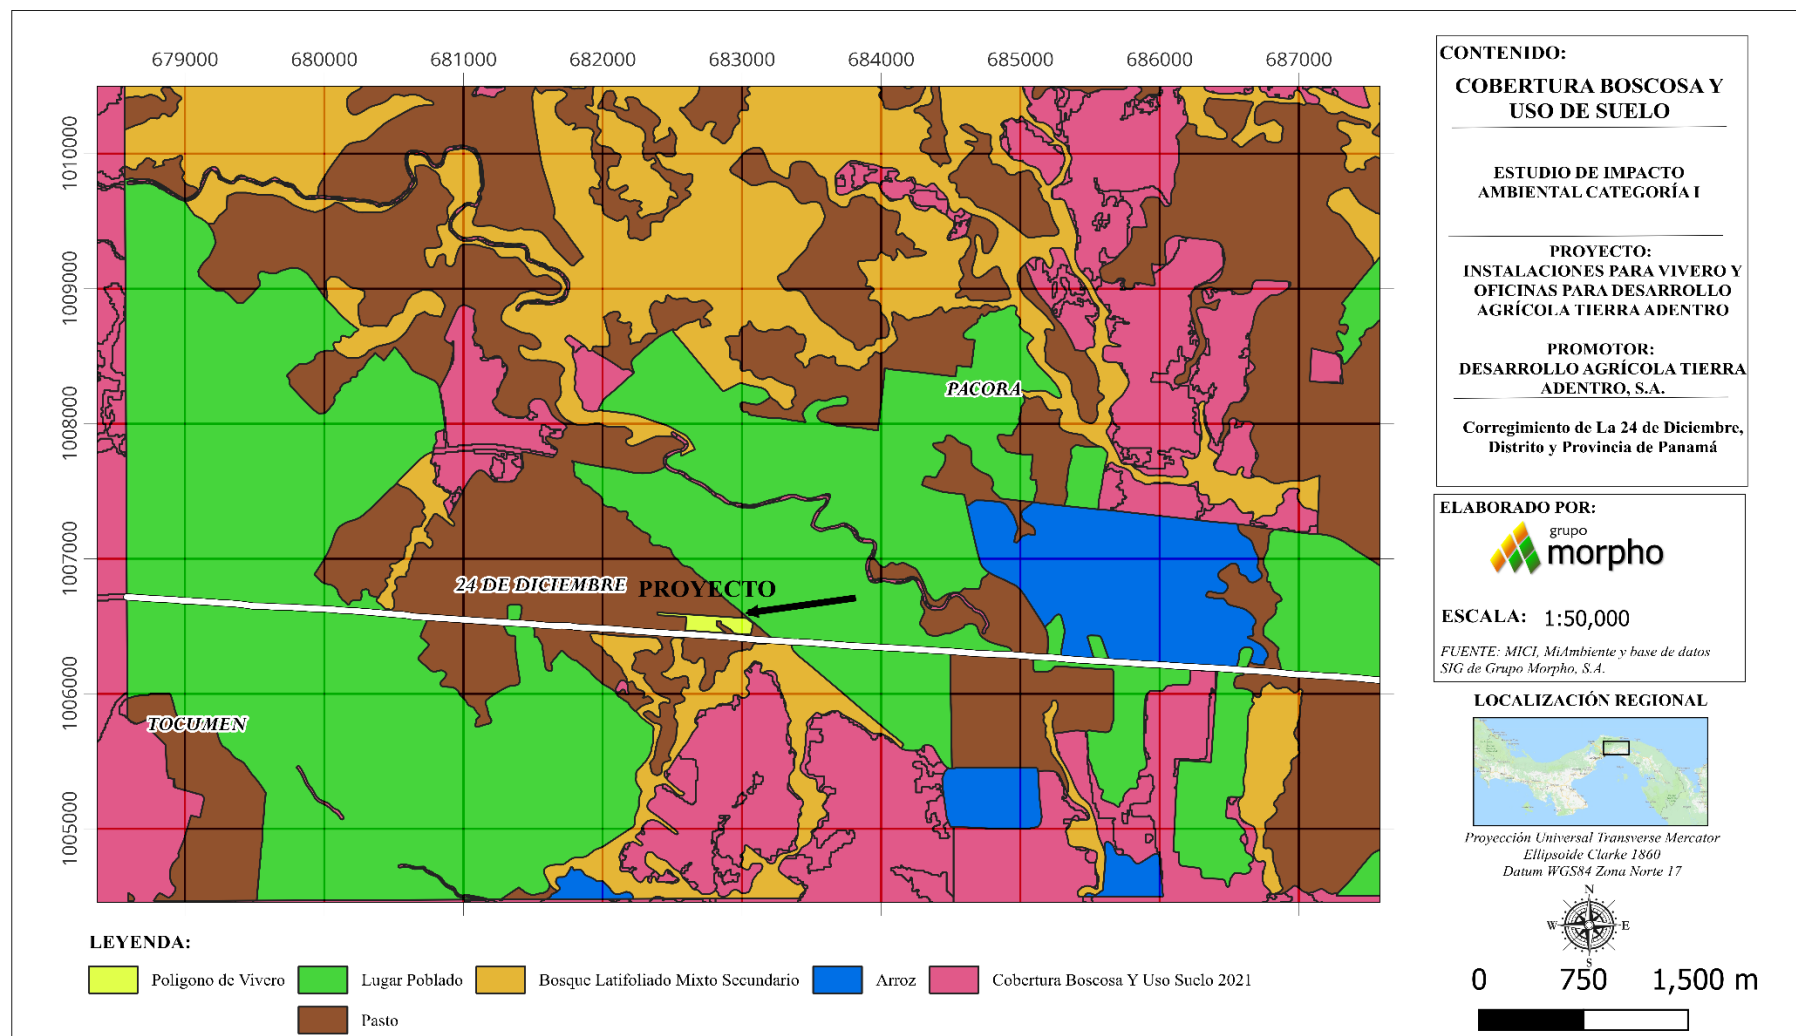 679000 680000 681000 682000 683000 684000 685000 686000 687000
1010000
1009000
1008000
1007000
1006000
1005000
PACORA
24 DE DICIEMBRE
PROYECTO
TOCUMEN
CONTENIDO:
COBERTURA BOSCOSA Y
USO DE SUELO
ESTUDIO DE IMPACTO
AMBIENTAL CATEGORÍA I
PROYECTO:
INSTALACIONES PARA VIVERO Y
OFICINAS PARA DESARROLLO
AGRÍCOLA TIERRA ADENTRO
PROMOTOR:
DESARROLLO AGRÍCOLA TIERRA
ADENTRO, S.A.
Corregimiento de La 24 de Diciembre,
Distrito y Provincia de Panamá
ELABORADO POR:
grupo
morpho
ESCALA: 1:50,000
FUENTE: MICI, MiAmbiente y base de datos
SIG de Grupo Morpho, S.A.
LOCALIZACIÓN REGIONAL
Proyección Universal Transverse Mercator
Ellipsoide Clarke 1860
Datum WGS84 Zona Norte 17
N
W E
S
0 750 1,500 m
LEYENDA:
Poligono de Vivero Lugar Poblado Bosque Latifoliado Mixto Secundario Arroz Cobertura Boscosa Y Uso Suelo 2021
Pasto